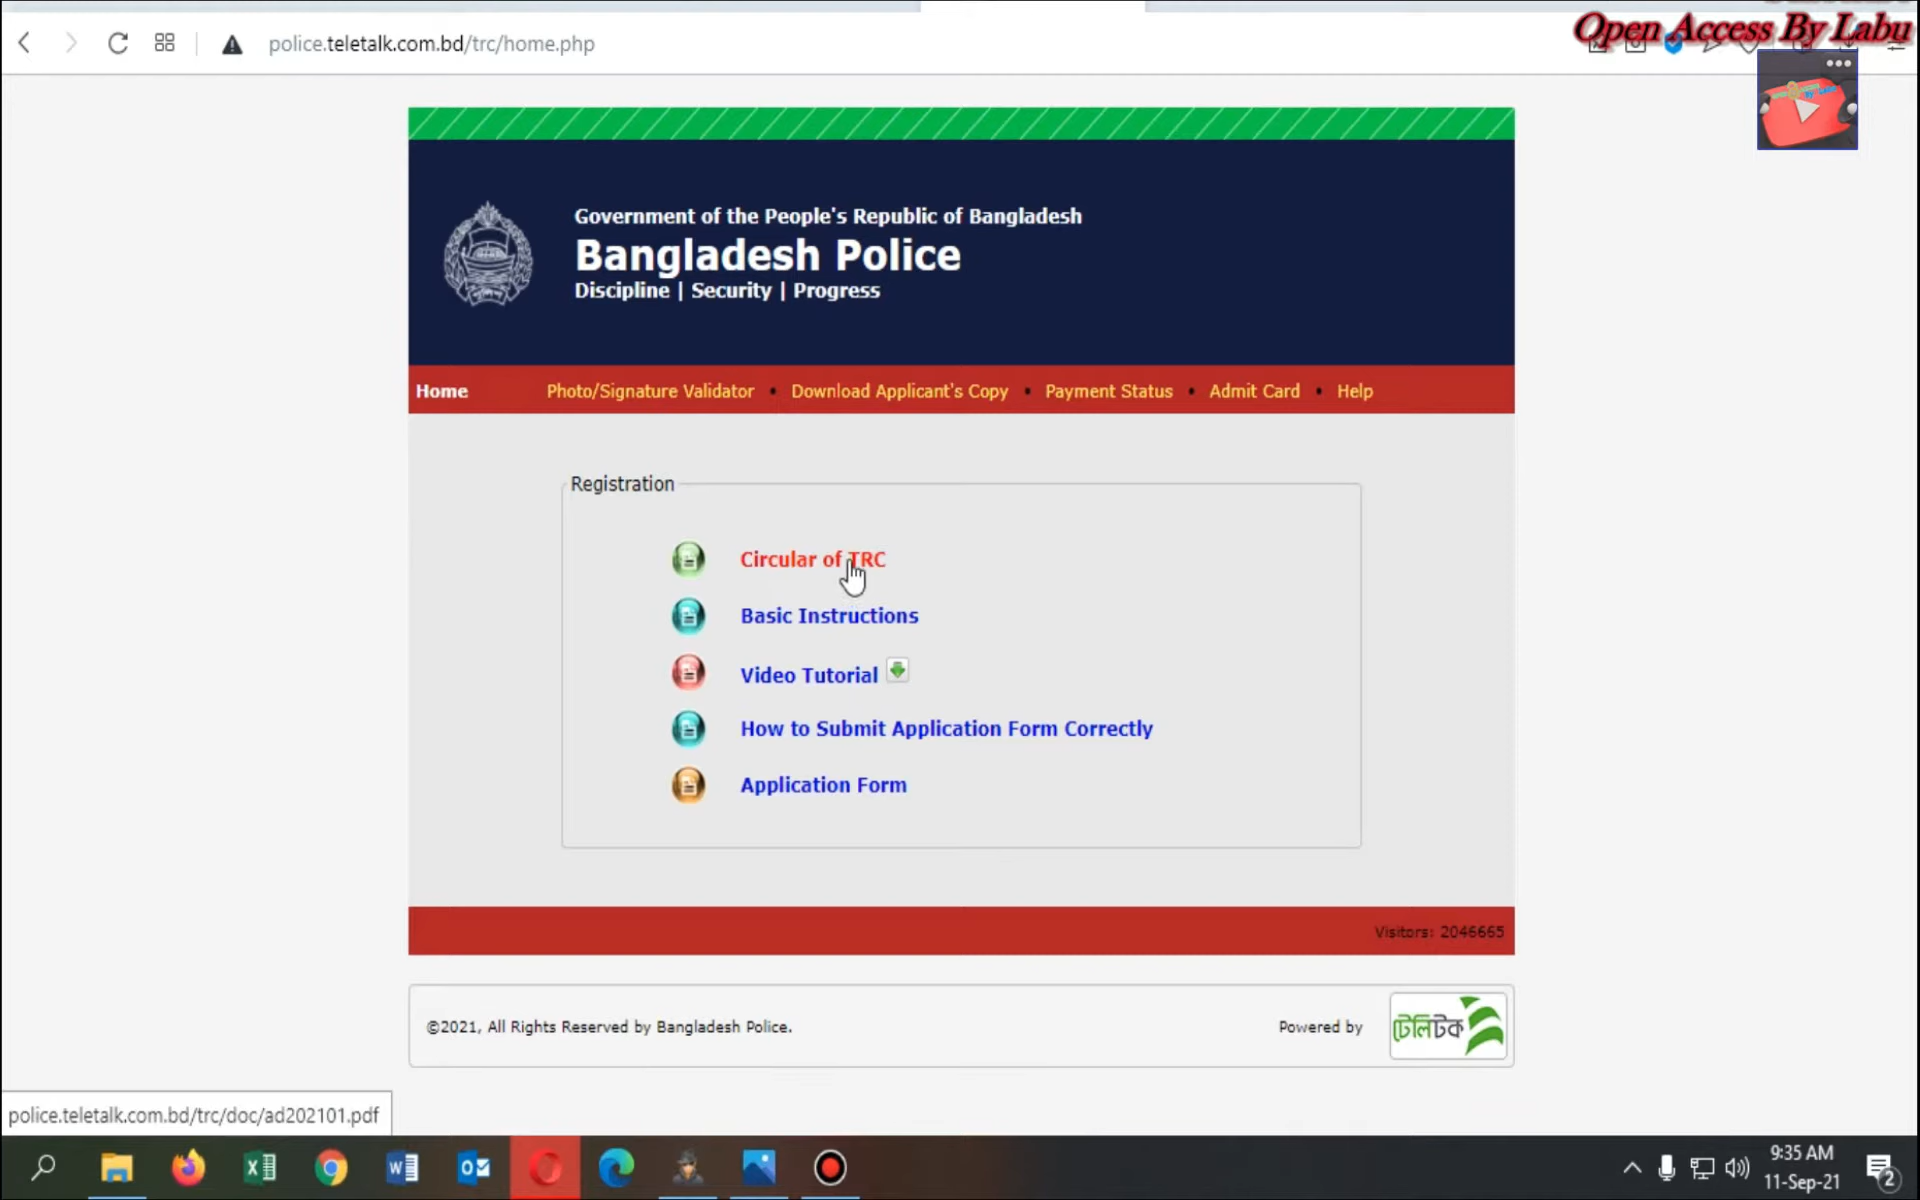 police.teletalk.com.bd/trc/home.php
Open Access By Labu
Government of the People's Republic of Bangladesh
Bangladesh Police
Discipline | Security | Progress
Home
Photo/Signature Validator • Download Applicant's Copy • Payment Status • Admit Card • Help
Registration
Circular of TRC
Basic Instructions
Video Tutorial
How to Submit Application Form Correctly
Application Form
Visitors: 2046665
©2021, All Rights Reserved by Bangladesh Police.
Powered by
টেলিটক
police.teletalk.com.bd/trc/doc/ad202101.pdf
9:35 AM
11-Sep-21
2